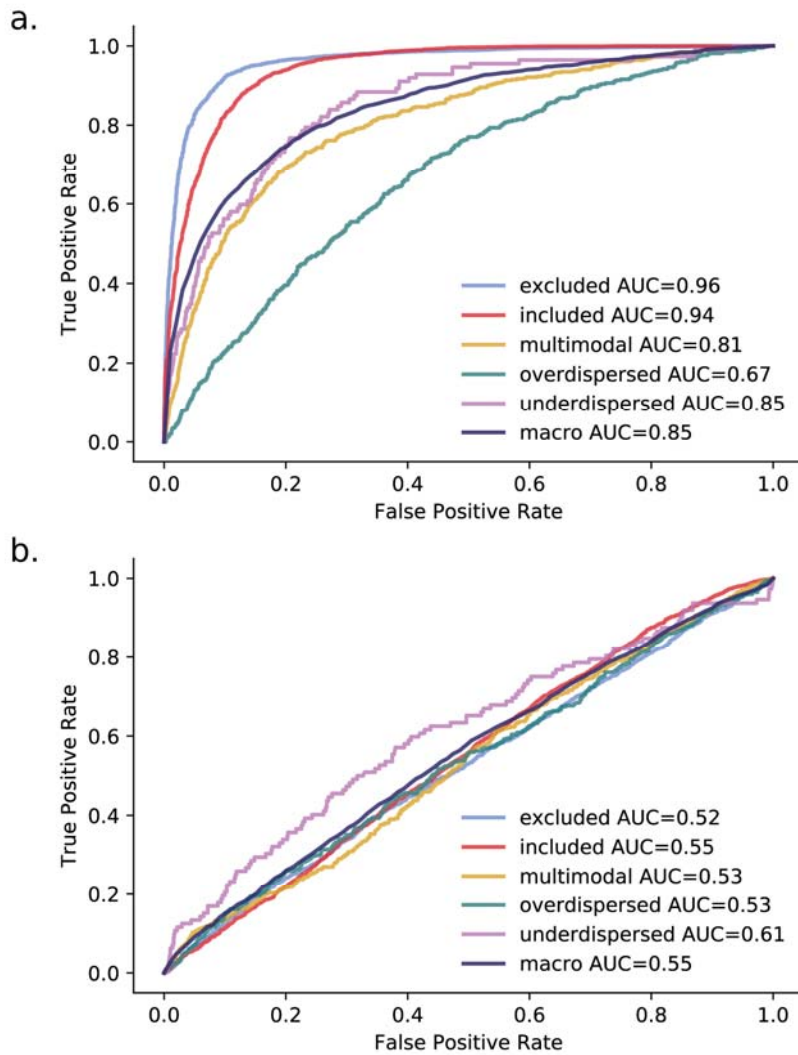 a.
1.0
0.8
0.6
0.4
0.2
0.0
True Positive Rate
excluded AUC=0.96
included AUC=0.94
multimodal AUC=0.81
overdispersed AUC=0.67
underdispersed AUC=0.85
macro AUC=0.85
0.0 0.2 0.4 0.6 0.8 1.0
False Positive Rate
b.
1.0
0.8
0.6
0.4
0.2
0.0
True Positive Rate
excluded AUC=0.52
included AUC=0.55
multimodal AUC=0.53
overdispersed AUC=0.53
underdispersed AUC=0.61
macro AUC=0.55
0.0 0.2 0.4 0.6 0.8 1.0
False Positive Rate